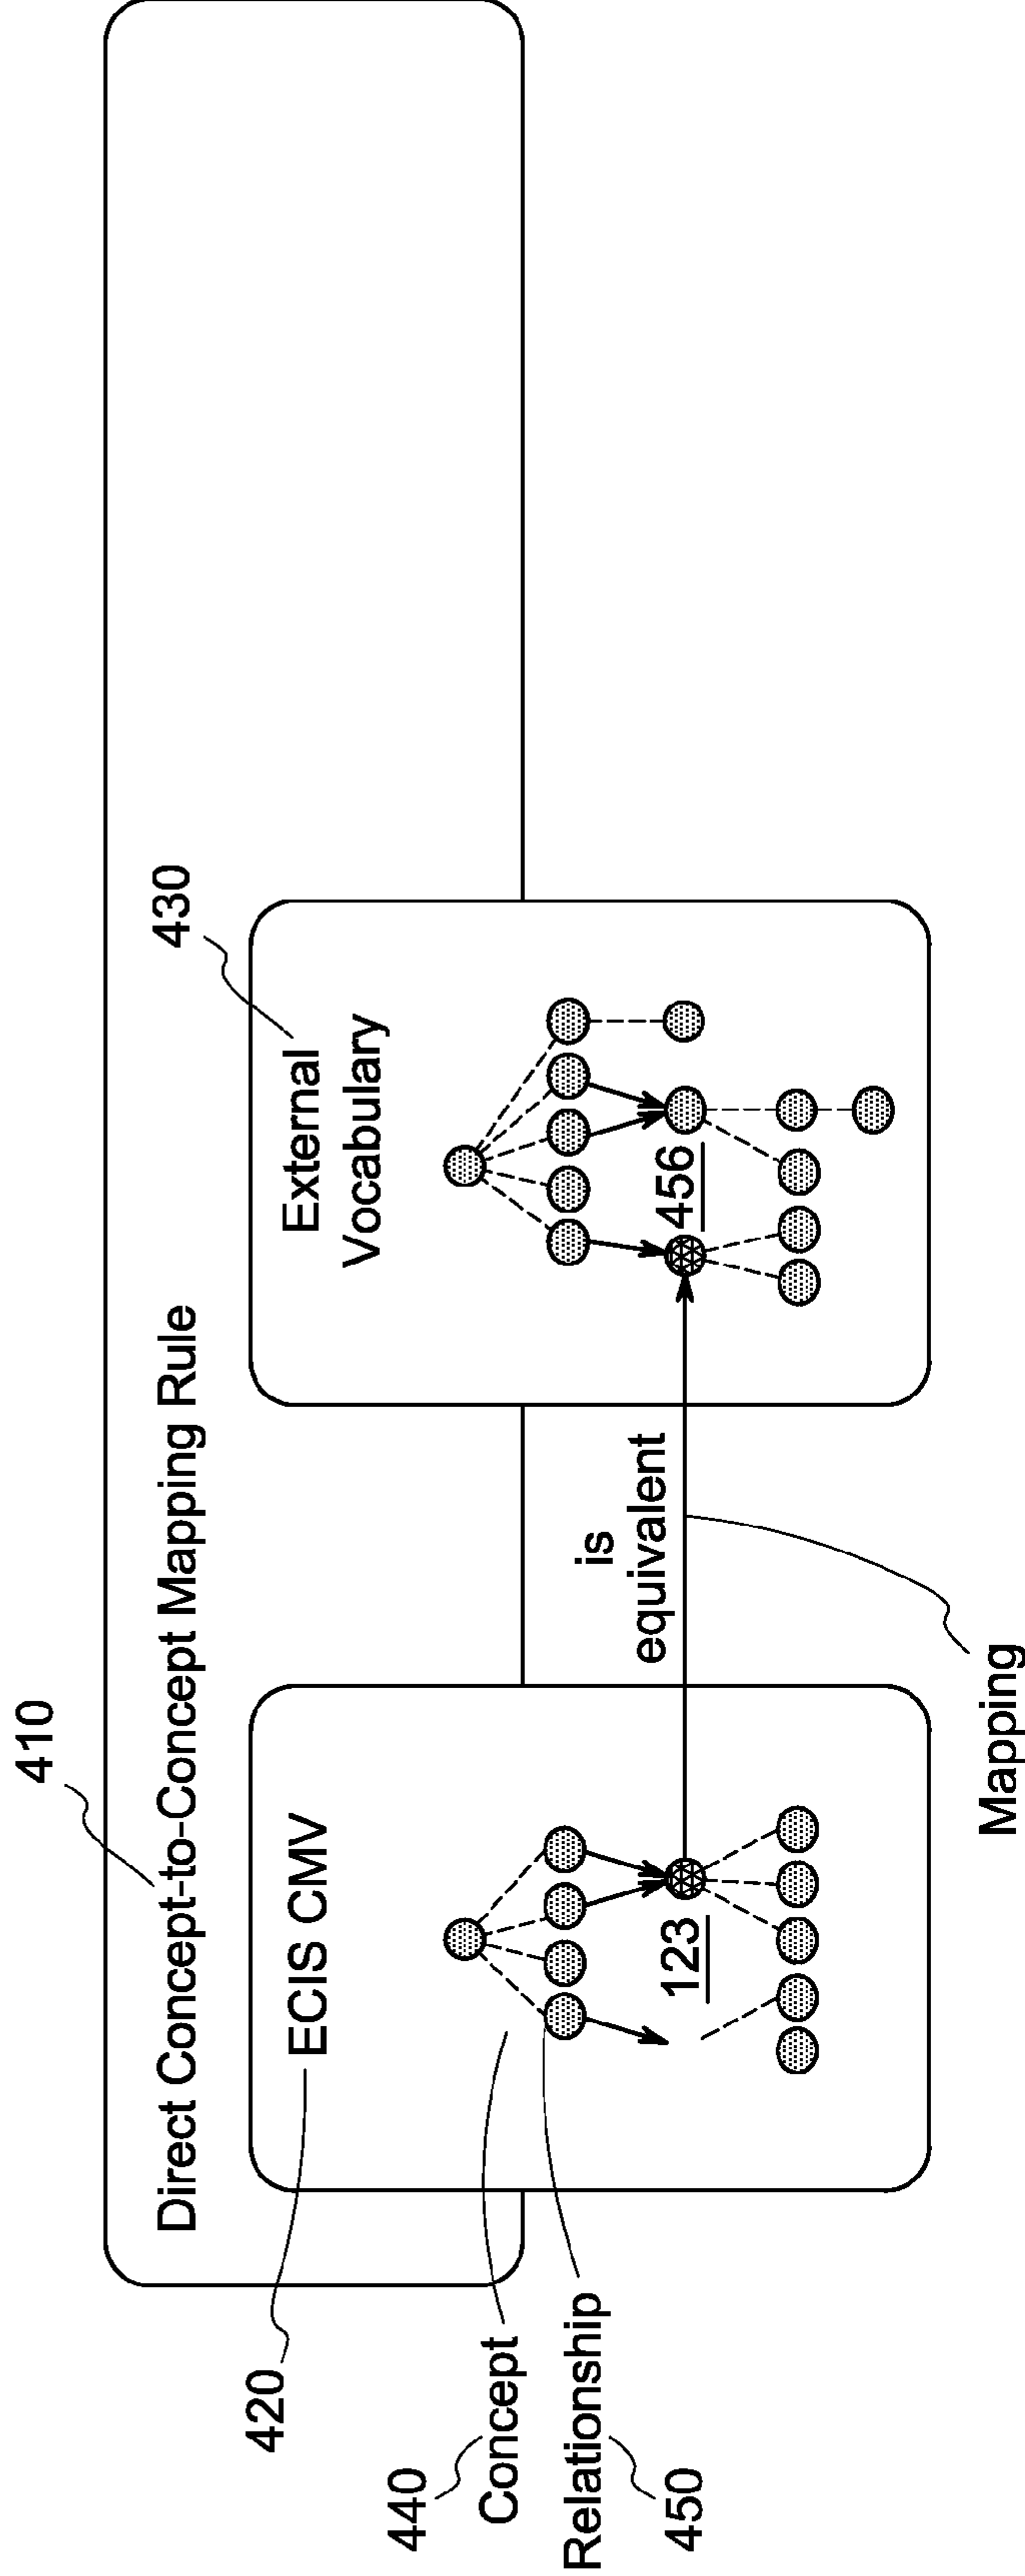 410
Direct Concept-to-Concept Mapping Rule
430
420
ECIS CMV
External
Vocabulary
440
Concept
Relationship
450
is
equivalent
123
456
Mapping